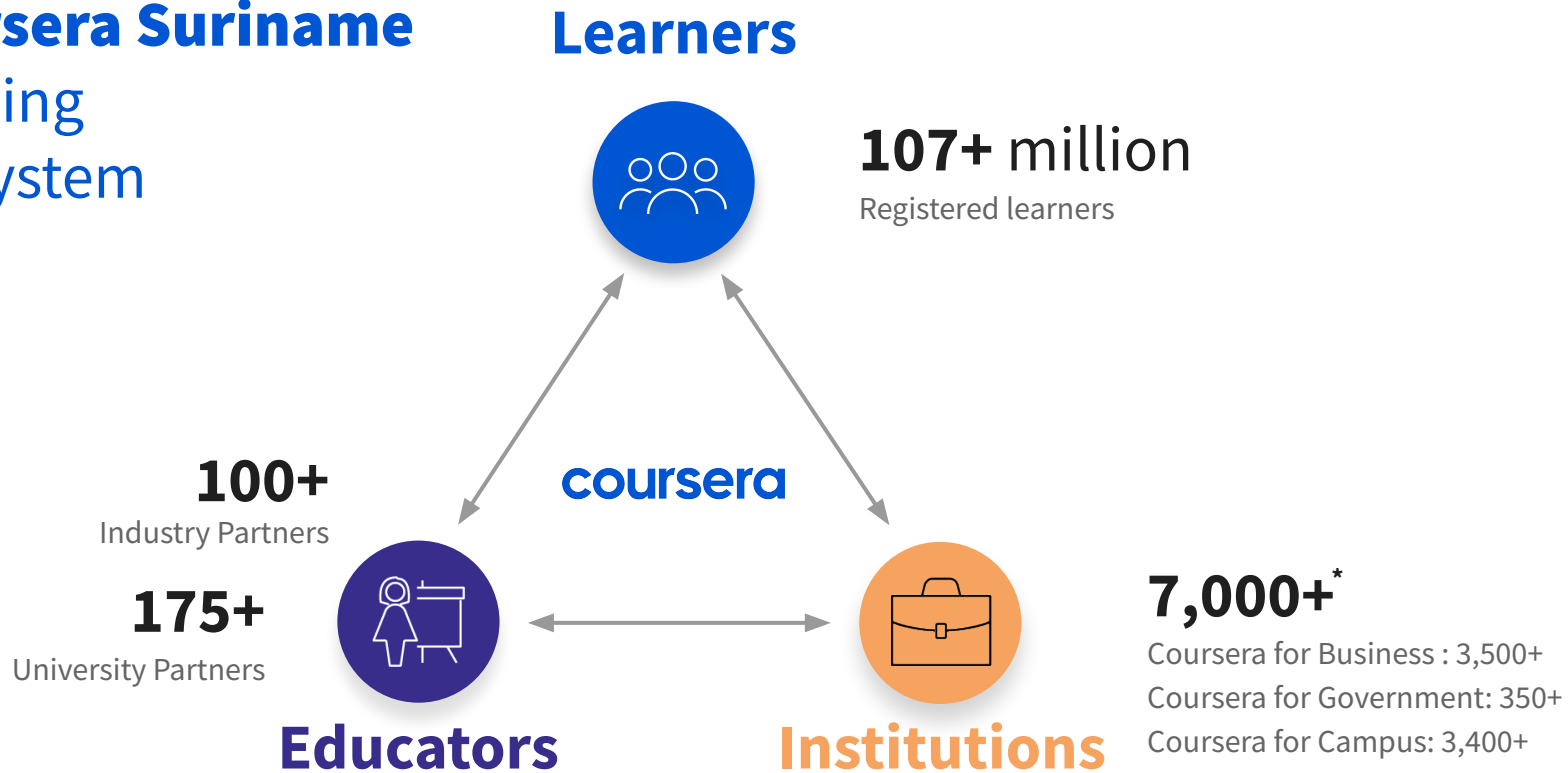 rsera Suriname
ing
ystem
Learners
107+ million
Registered learners
100+
Industry Partners
175+
University Partners
coursera
Educators
Institutions
7,000+*
Coursera for Business : 3,500+
Coursera for Government: 350+
Coursera for Campus: 3,400+